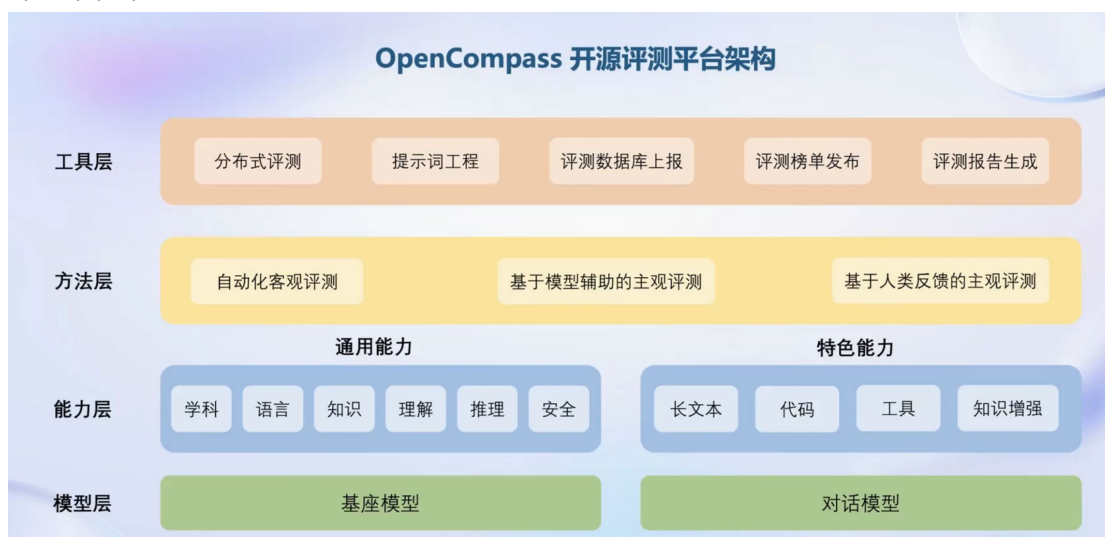 OpenCompass 开源评测平台架构
工具层 分布式评测 提示词工程 评测数据库上报 评测榜单发布 评测报告生成
方法层 自动化客观评测 基于模型辅助的主观评测 基于人类反馈的主观评测
通用能力 特色能力
能力层 学科 语言 知识 理解 推理 安全 长文本 代码 工具 知识增强
模型层 基座模型 对话模型